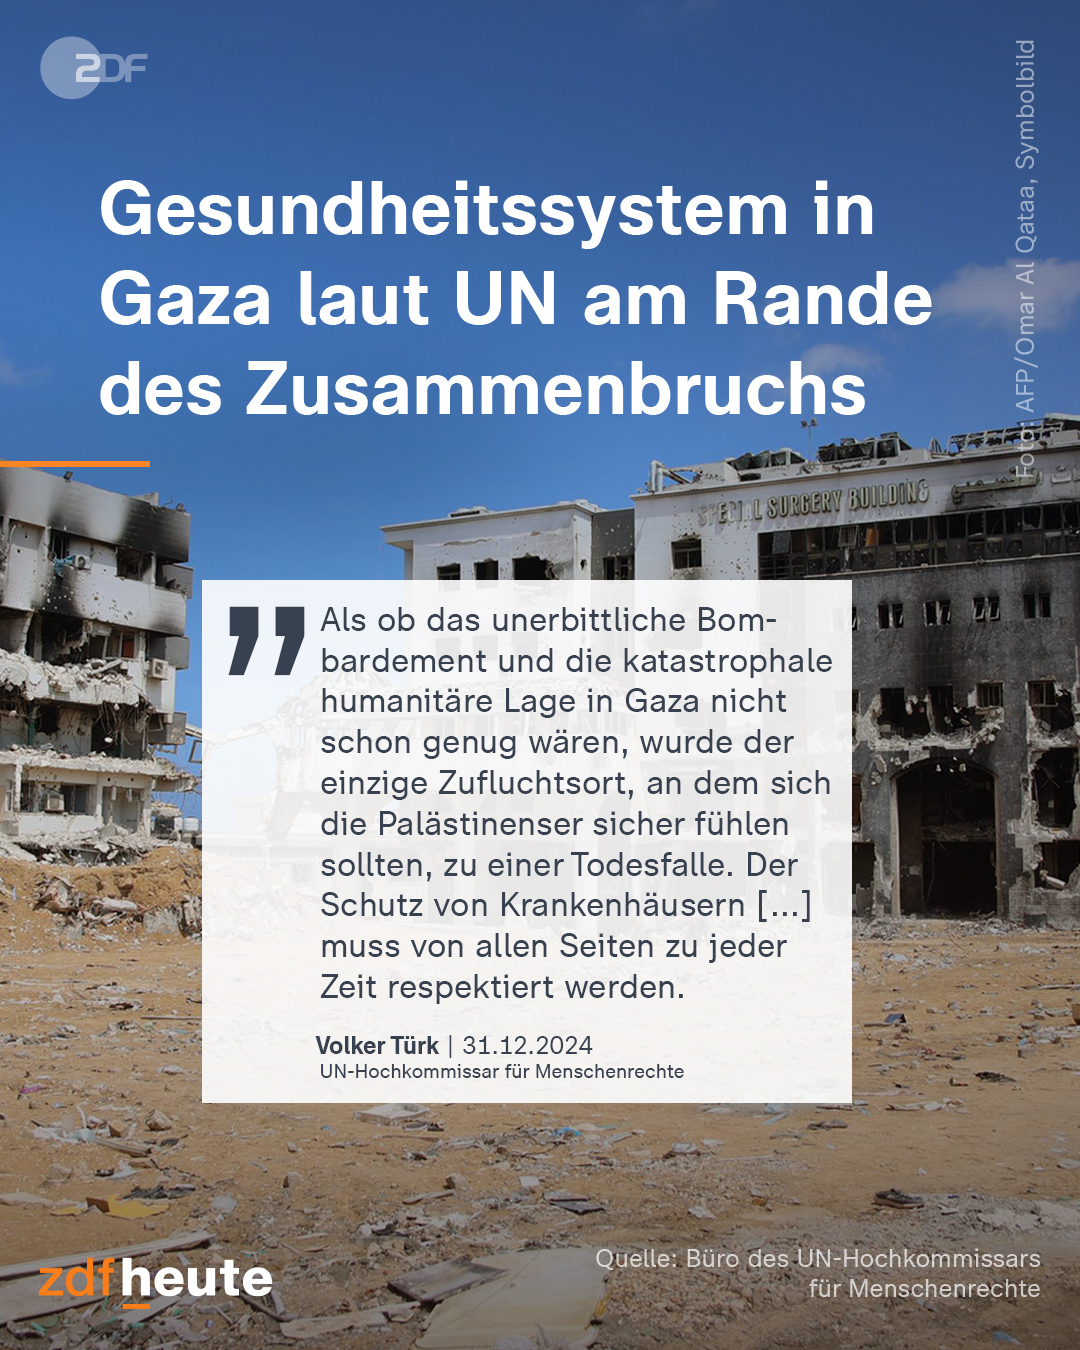 ZDF
Foto: AFP/Omar Al Qataa, Symbolbild
Gesundheitssystem in
Gaza laut UN am Rande
des Zusammenbruchs
SPECIAL SURGERY BUILDING
”
Als ob das unerbittliche Bom-
bardement und die katastrophale
humanitäre Lage in Gaza nicht
schon genug wären, wurde der
einzige Zufluchtsort, an dem sich
die Palästinenser sicher fühlen
sollten, zu einer Todesfalle. Der
Schutz von Krankenhäusern [...]
muss von allen Seiten zu jeder
Zeit respektiert werden.
Volker Türk | 31.12.2024
UN-Hochkommissar für Menschenrechte
zdfheute
Quelle: Büro des UN-Hochkommissars
für Menschenrechte